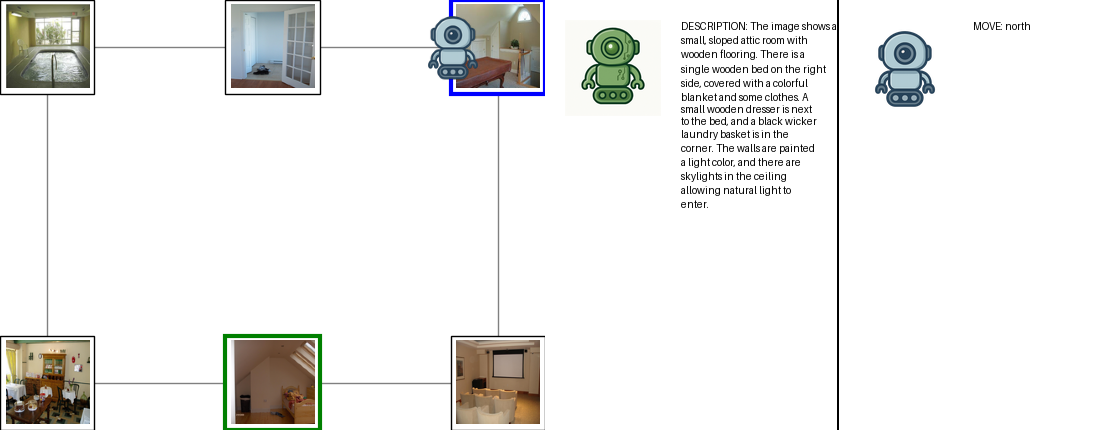 DESCRIPTION: The image shows a
small, sloped attic room with
wooden flooring. There is a
single wooden bed on the right
side, covered with a colorful
blanket and some clothes. A
small wooden dresser is next
to the bed, and a black wicker
laundry basket is in the
corner. The walls are painted
a light color, and there are
skylights in the ceiling
allowing natural light to
enter.
MOVE: north